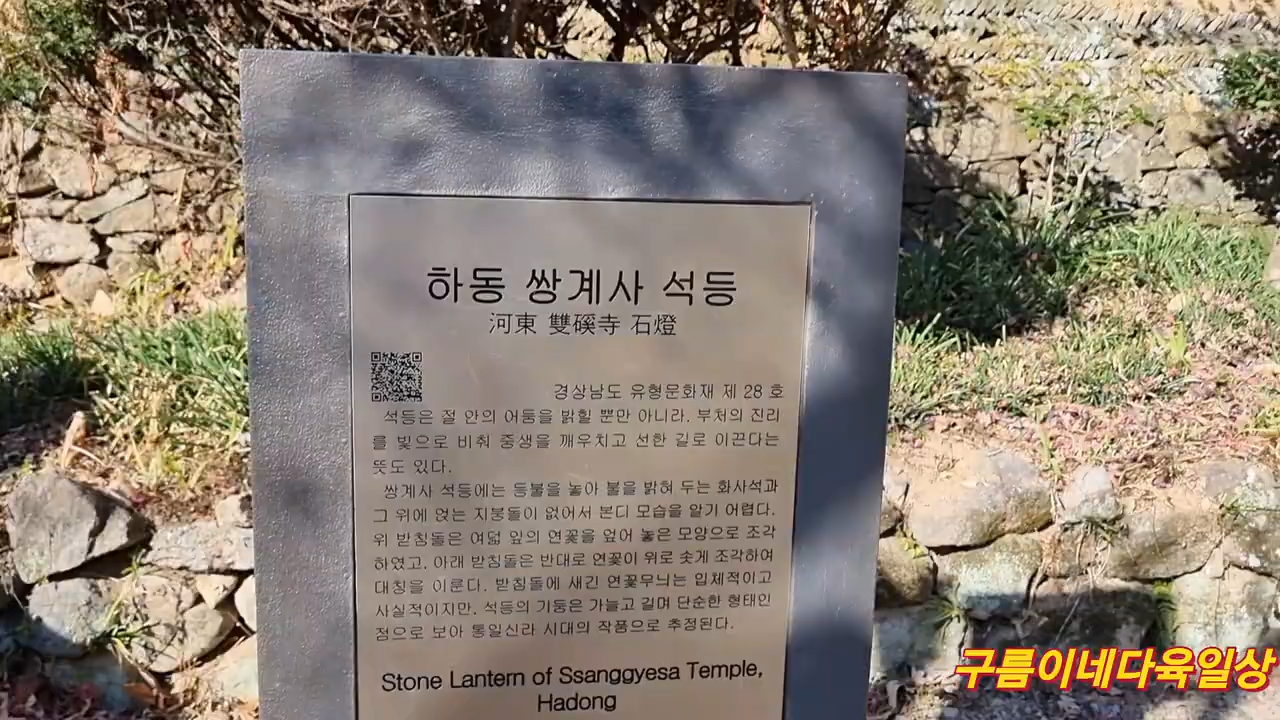 하동 쌍계사 석등
河東 雙磎寺 石燈
경상남도 유형문화재 제 28 호
석등은 절 안의 어둠을 밝힐 뿐만 아니라, 부처의 진리
를 빛으로 비춰 중생을 깨우치고 선한 길로 이끈다는
뜻도 있다.
쌍계사 석등에는 등불을 놓아 불을 밝혀 두는 화사석과
그 위에 얹는 지붕돌이 없어서 본디 모습을 알기 어렵다.
위 받침돌은 여덟 잎의 연꽃을 엎어 놓은 모양으로 조각
하였고, 아래 받침돌은 반대로 연꽃이 위로 솟게 조각하여
대칭을 이룬다. 받침돌에 새긴 연꽃무늬는 입체적이고
사실적이지만, 석등의 기둥은 가늘고 길며 단순한 형태인
점으로 보아 통일신라 시대의 작품으로 추정된다.
Stone Lantern of Ssanggyesa Temple,
Hadong
구름이네다육일상